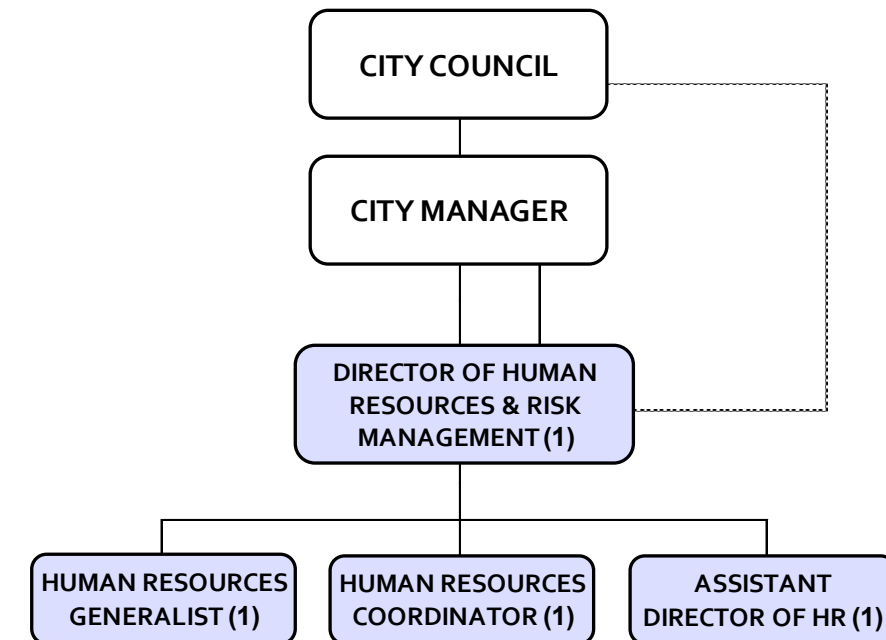 CITY COUNCIL
CITY MANAGER
DIRECTOR OF HUMAN
RESOURCES & RISK
MANAGEMENT (1)
HUMAN RESOURCES
GENERALIST (1)
HUMAN RESOURCES
COORDINATOR (1)
ASSISTANT
DIRECTOR OF HR (1)